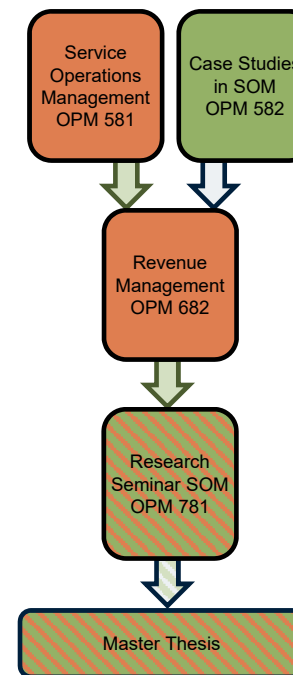 Service
Operations
Management
OPM 581
Case Studies
in SOM
OPM 582
Revenue
Management
OPM 682
Research
Seminar SOM
OPM 781
Master Thesis